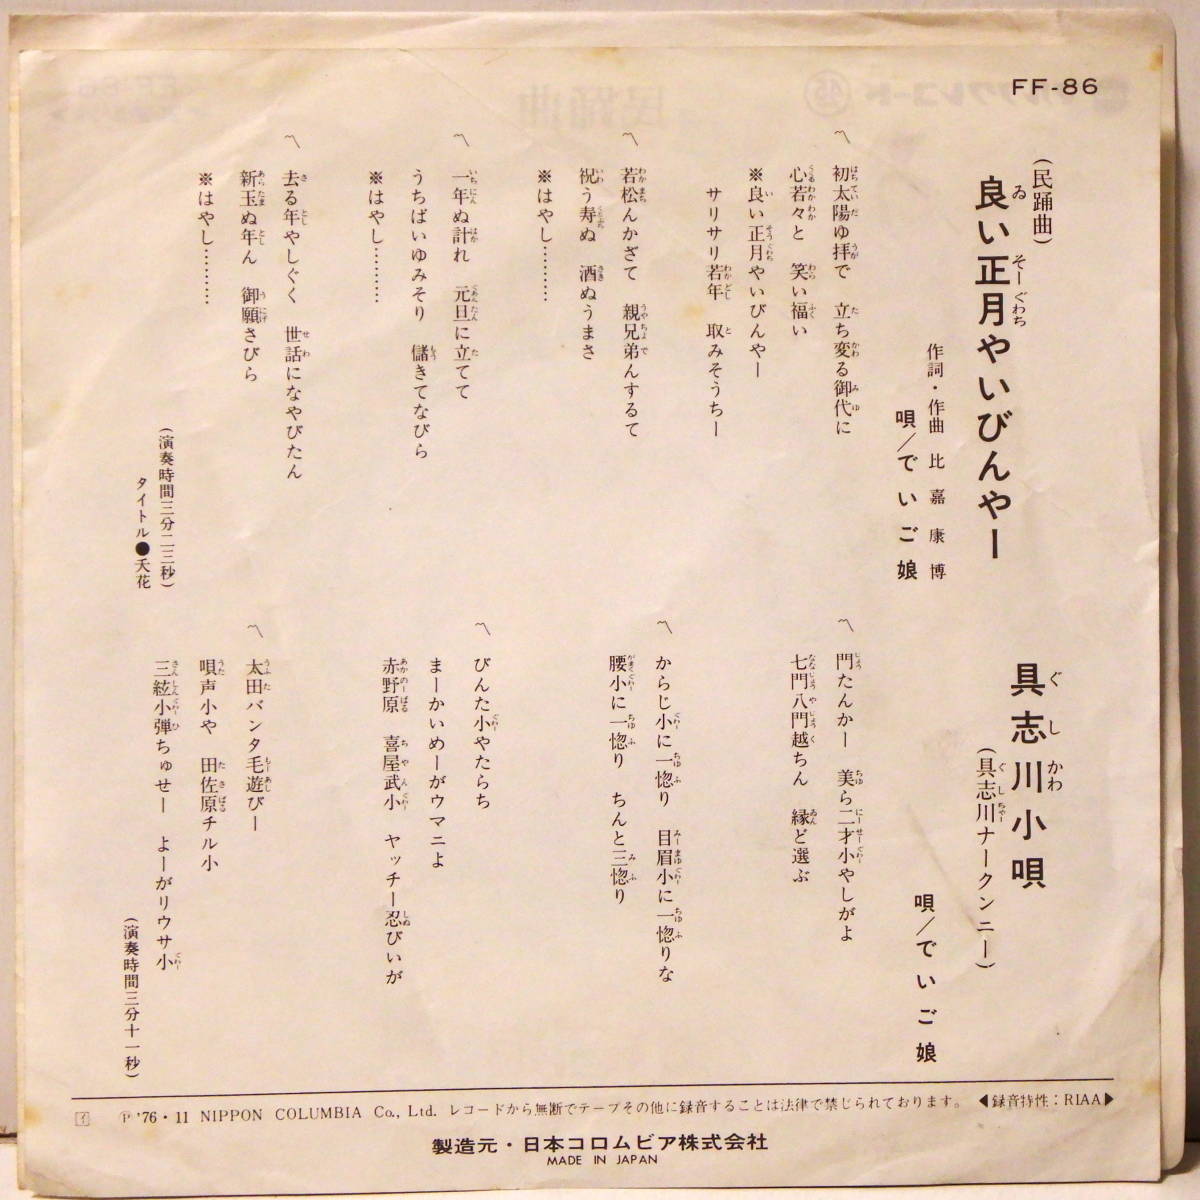 FF-86
(民踊曲)
良い正月やいびんやー
作詞・作曲 比嘉康博
唄/でいご娘
〽
初太陽ゆ拝で 立ち変る御代に
心若々と 笑い福い
※良い正月やいびんやー
サリサリ若年 取みそうちー
〽
若松んかざて 親兄弟んするて
祝う寿ぬ 酒ぬうまさ
※はやし………
〽
一年ぬ計れ 元旦に立てて
うちばいゆみそり 儲きてなびら
※はやし………
〽
去る年やしぐく 世話になやびたん
新玉ぬ年ん 御願さびら
※はやし………
(演奏時間三分二三秒)
タイトル●天花
具志川小唄
(具志川ナークンニー)
唄/でいご娘
〽
門たんかー 美ら二才小やしがよ
七門八門越ちん 縁ど選ぶ
〽
からじ小に一惚り 目眉小に一惚りな
腰小に一惚り ちんと三惚り
〽
びんた小やたらち
まーかいめーがウマニよ
赤野原 喜屋武小 ヤッチー忍びいが
〽
太田バンタ毛遊びー
唄声小や 田佐原チル小
三絃小弾ちゅせー よーがリウサ小
(演奏時間三分十一秒)
Ⓟ '76・11 NIPPON COLUMBIA Co., Ltd. レコードから無断でテープその他に録音することは法律で禁じられております。 ◀録音特性：RIAA▶
製造元・日本コロムビア株式会社
MADE IN JAPAN